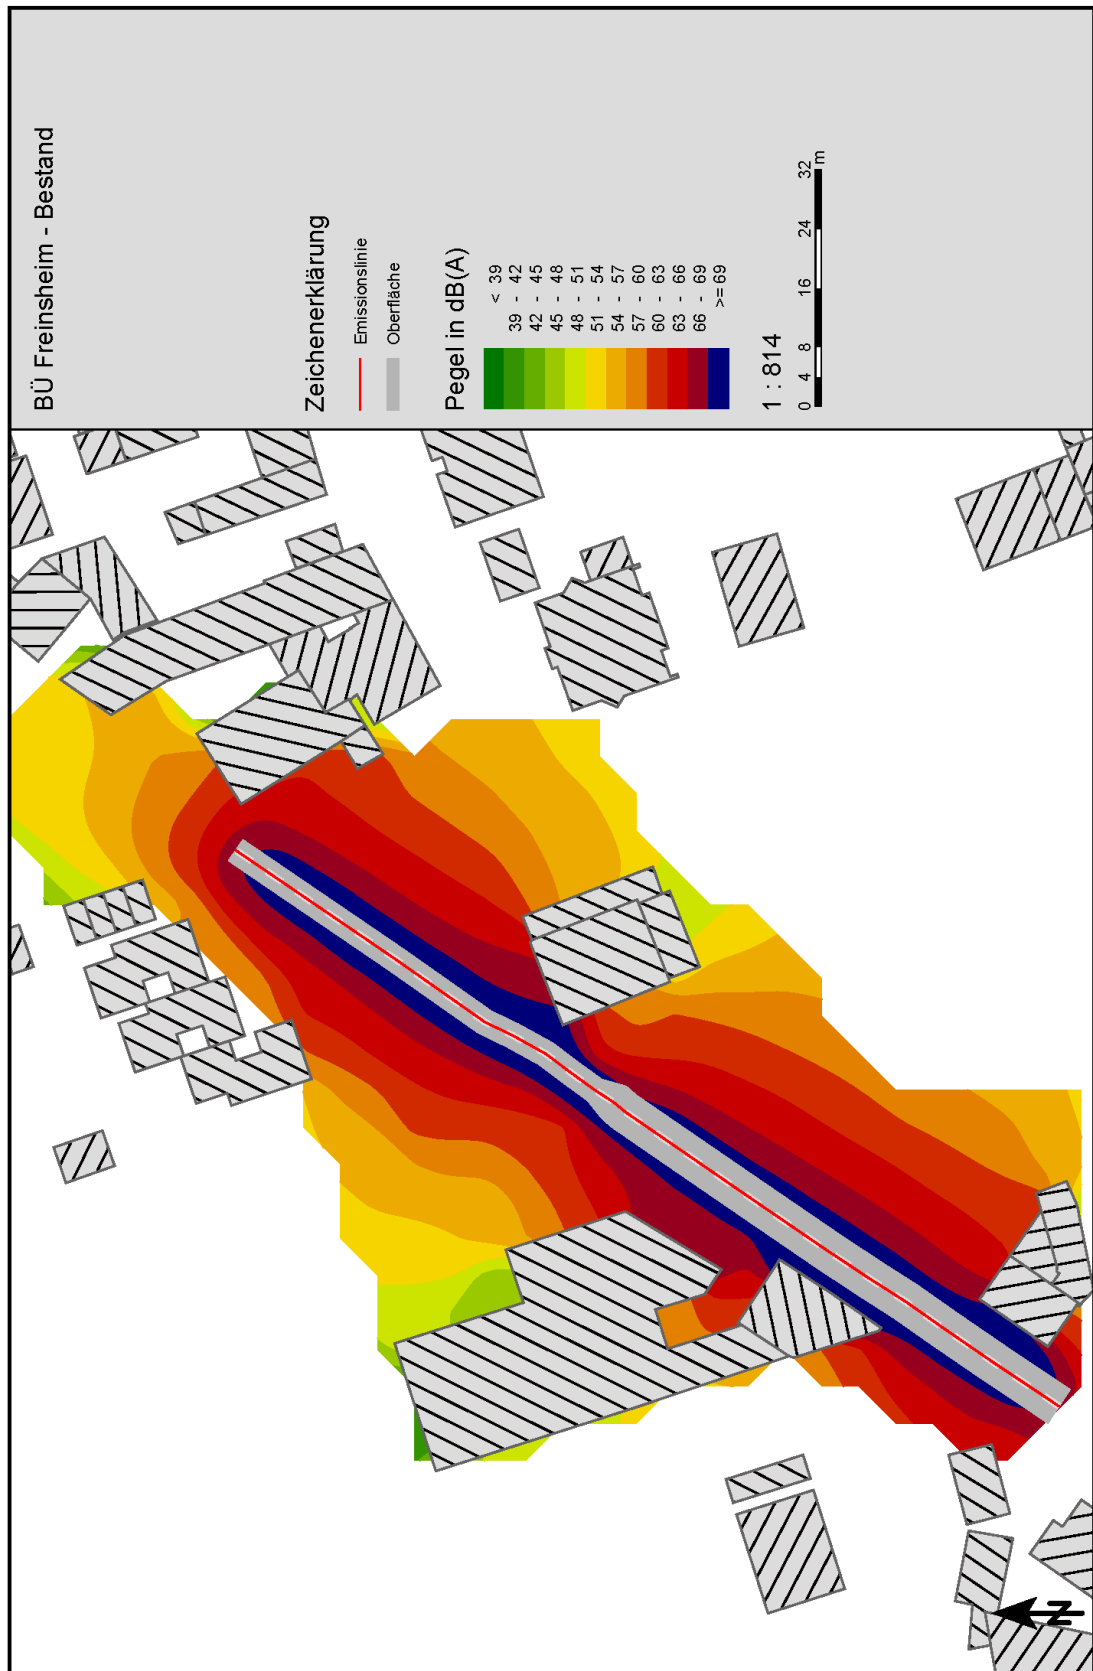 BÜ Freinsheim - Bestand
Zeichenerklärung
Emissionslinie
Oberfläche
Pegel in dB(A)
< 39
39 - 42
42 - 45
45 - 48
48 - 51
51 - 54
54 - 57
57 - 60
60 - 63
63 - 66
66 - 69
>= 69
1 : 814
0 4 8 16 24 32 m
N